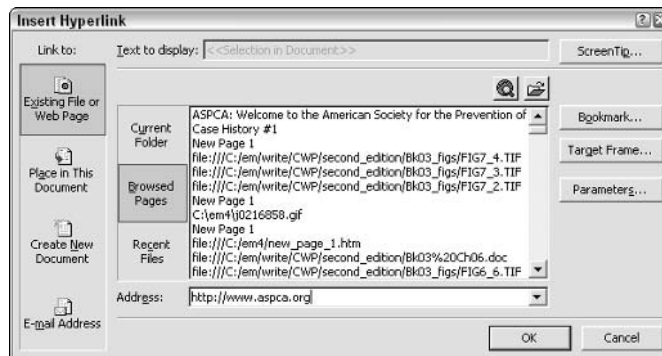 Insert Hyperlink
Link to:
Text to display: <<Selection in Document>>
ScreenTip...
Existing File or
Web Page
Place in This
Document
Create New
Document
E-mail Address
Current
Folder
Browsed
Pages
Recent
Files
ASPCA: Welcome to the American Society for the Prevention of
Case History #1
New Page 1
file:///C:/em/write/CWP/second_edition/Bk03_figs/FIG7_4.TIF
file:///C:/em/write/CWP/second_edition/Bk03_figs/FIG7_3.TIF
file:///C:/em/write/CWP/second_edition/Bk03_figs/FIG7_2.TIF
New Page 1
C:\em4\j0216858.gif
New Page 1
file:///C:/em4/new_page_1.htm
file:///C:/em/write/CWP/second_edition/Bk03%20Ch06.doc
file:///C:/em/write/CWP/second_edition/Bk03_figs/FIG6_6.TIF
Bookmark...
Target Frame...
Parameters...
Address: http://www.aspca.org
OK
Cancel